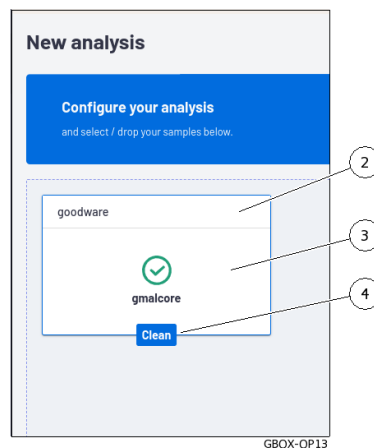 New analysis
Configure your analysis
and select / drop your samples below.
2
goodware
3
gmalcore
4
Clean
GBOX-OP13